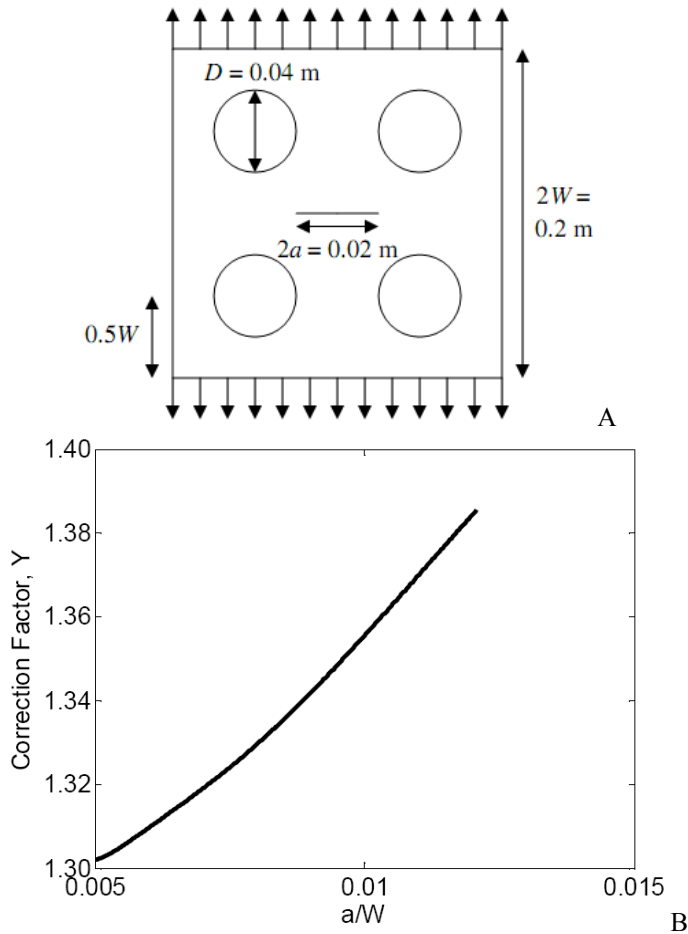 D = 0.04 m
2W =
0.2 m
2a = 0.02 m
0.5W
A
1.40
1.38
1.36
1.34
1.32
1.30
Correction Factor, Y
0.005
0.01
0.015
a/W
B